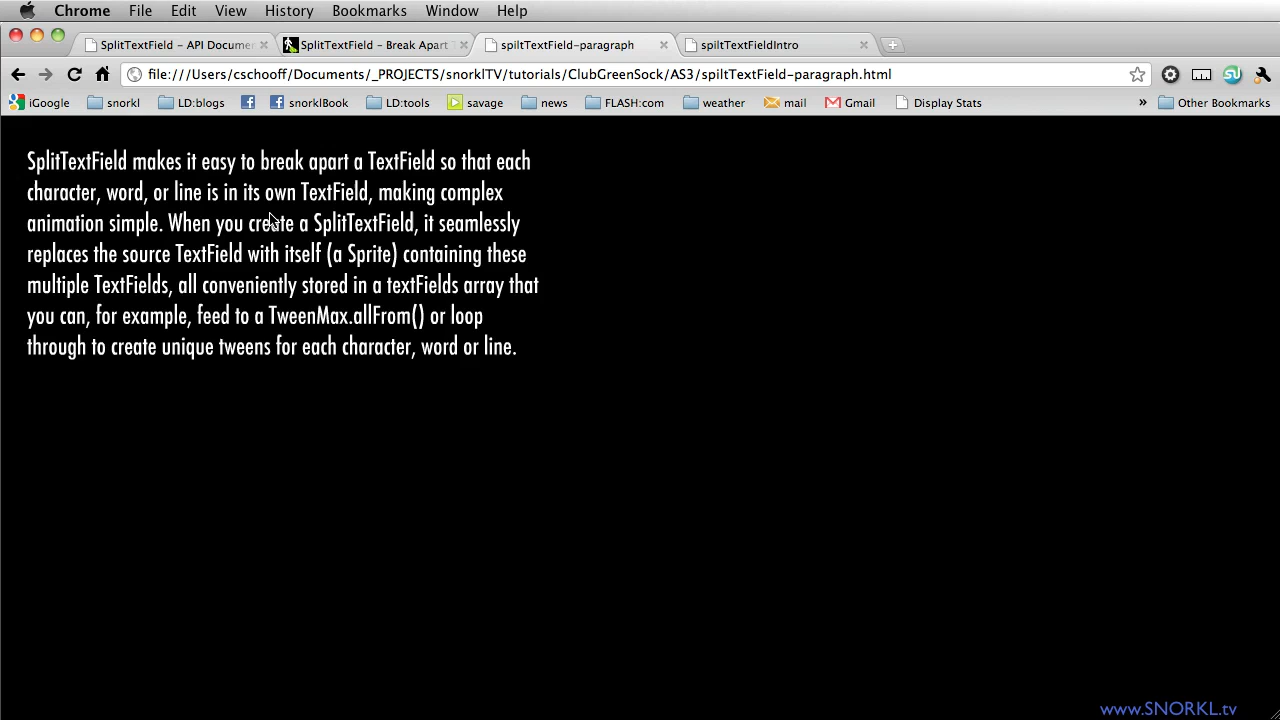 Chrome File Edit View History Bookmarks Window Help
SplitTextField – API Documer
SplitTextField – Break Apart T
spiltTextField-paragraph
spiltTextFieldIntro
file:///Users/cschooff/Documents/_PROJECTS/snorklTV/tutorials/ClubGreenSock/AS3/spiltTextField-paragraph.html
iGoogle snorkl LD:blogs snorklBook LD:tools savage news FLASH:com weather mail Gmail Display Stats » Other Bookmarks
SplitTextField makes it easy to break apart a TextField so that each
character, word, or line is in its own TextField, making complex
animation simple. When you create a SplitTextField, it seamlessly
replaces the source TextField with itself (a Sprite) containing these
multiple TextFields, all conveniently stored in a textFields array that
you can, for example, feed to a TweenMax.allFrom() or loop
through to create unique tweens for each character, word or line.
www.SNORKL.tv